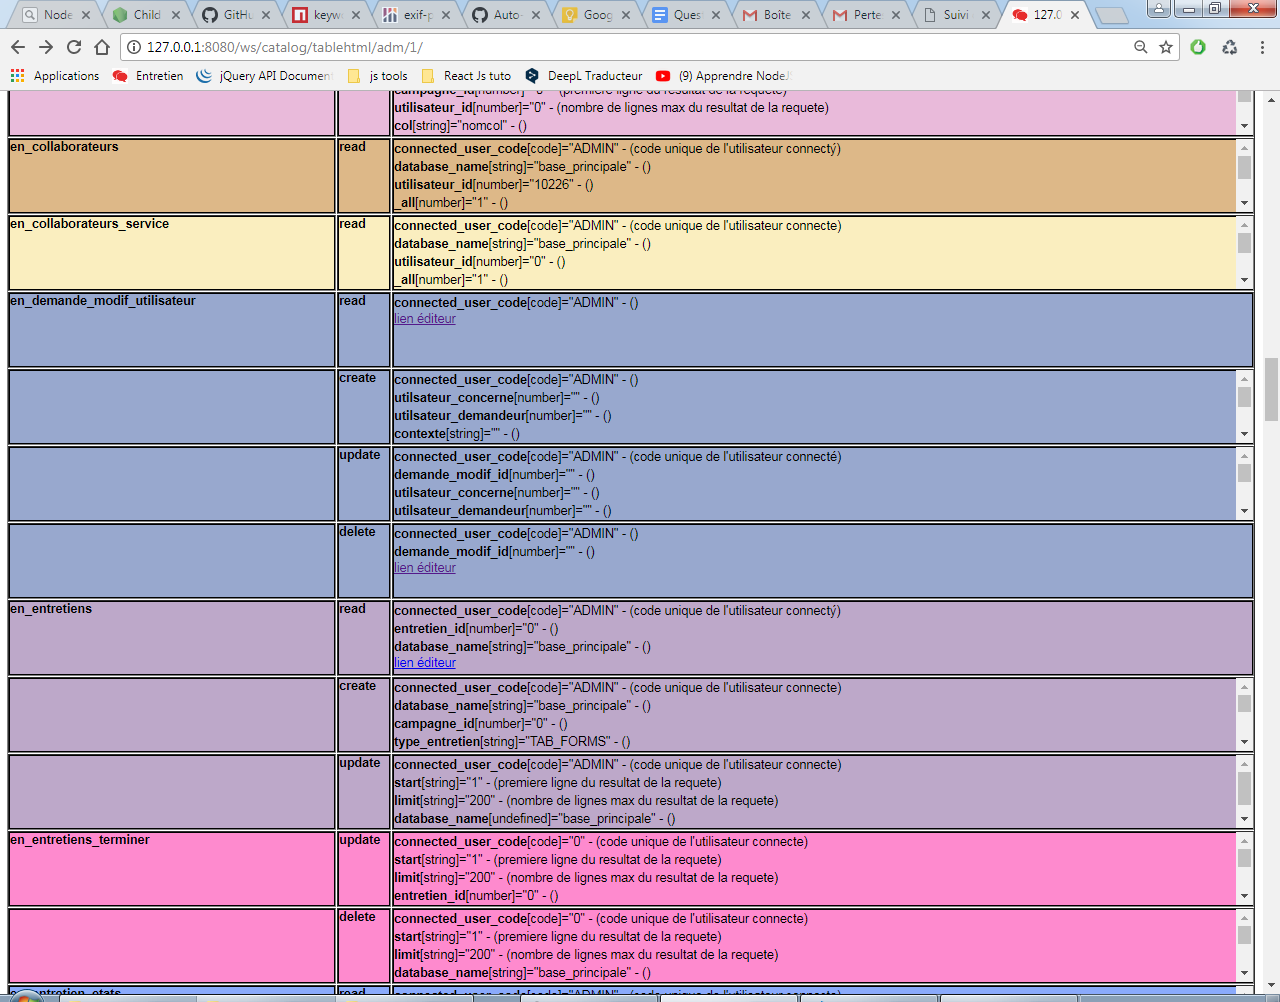 Node
Child
GitHu
keywo
exif-p
Auto-
Goog
Ques
Boîte
Perte
Suivi
127.0
127.0.0.1:8080/ws/catalog/tablehtml/adm/1/
Applications
Entretien
jQuery API Documen
js tools
React Js tuto
DeepL Traducteur
(9) Apprendre NodeJ
campagne_id[number]="0" - (premiere ligne du resultat de la requete)
utilisateur_id[number]="0" - (nombre de lignes max du resultat de la requete)
col[string]="nomcol" - ()
en_collaborateurs
read
connected_user_code[code]="ADMIN" - (code unique de l'utilisateur connectý)
database_name[string]="base_principale" - ()
utilisateur_id[number]="10226" - ()
_all[number]="1" - ()
en_collaborateurs_service
read
connected_user_code[code]="ADMIN" - (code unique de l'utilisateur connecte)
database_name[string]="base_principale" - ()
utilisateur_id[number]="0" - ()
_all[number]="1" - ()
en_demande_modif_utilisateur
read
connected_user_code[code]="ADMIN" - ()
lien éditeur
create
connected_user_code[code]="ADMIN" - ()
utilsateur_concerne[number]="" - ()
utilsateur_demandeur[number]="" - ()
contexte[string]="" - ()
update
connected_user_code[code]="ADMIN" - (code unique de l'utilisateur connecté)
demande_modif_id[number]="" - ()
utilsateur_concerne[number]="" - ()
utilsateur_demandeur[number]="" - ()
delete
connected_user_code[code]="ADMIN" - ()
demande_modif_id[number]="" - ()
lien éditeur
en_entretiens
read
connected_user_code[code]="ADMIN" - (code unique de l'utilisateur connectý)
entretien_id[number]="0" - ()
database_name[string]="base_principale" - ()
lien éditeur
create
connected_user_code[code]="ADMIN" - (code unique de l'utilisateur connecte)
database_name[string]="base_principale" - ()
campagne_id[number]="0" - ()
type_entretien[string]="TAB_FORMS" - ()
update
connected_user_code[code]="ADMIN" - (code unique de l'utilisateur connecte)
start[string]="1" - (premiere ligne du resultat de la requete)
limit[string]="200" - (nombre de lignes max du resultat de la requete)
database_name[undefined]="base_principale" - ()
en_entretiens_terminer
update
connected_user_code[code]="0" - (code unique de l'utilisateur connecte)
start[string]="1" - (premiere ligne du resultat de la requete)
limit[string]="200" - (nombre de lignes max du resultat de la requete)
entretien_id[number]="0" - ()
delete
connected_user_code[code]="0" - (code unique de l'utilisateur connecte)
start[string]="1" - (premiere ligne du resultat de la requete)
limit[string]="200" - (nombre de lignes max du resultat de la requete)
database_name[string]="base_principale" - ()
read